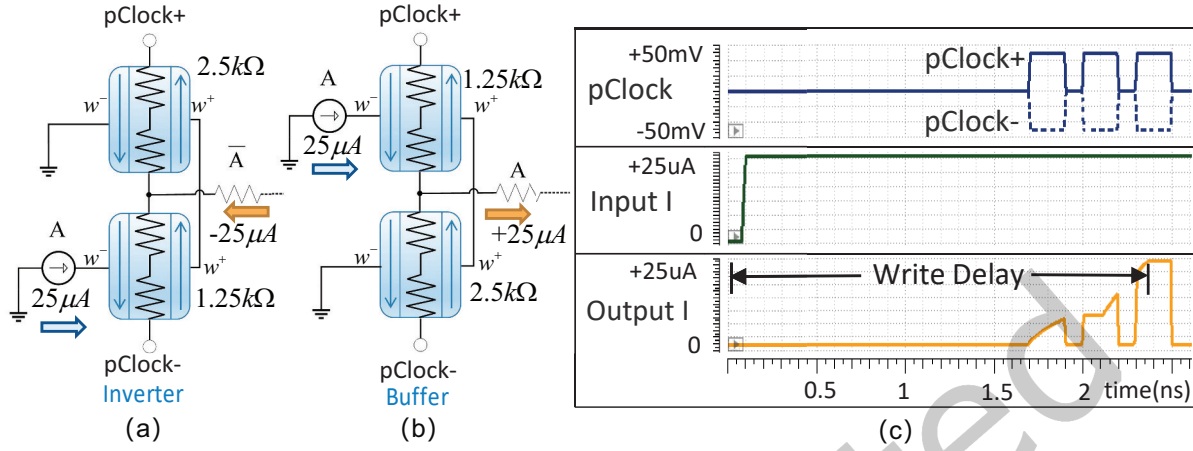 pClock+
2.5kΩ
w⁻
w⁺
A̅
-25μA
A
w⁻
w⁺
25μA
1.25kΩ
pClock-
Inverter
(a)
pClock+
1.25kΩ
A
w⁻
w⁺
25μA
A
+25μA
w⁻
w⁺
2.5kΩ
pClock-
Buffer
(b)
+50mV
pClock
-50mV
pClock+
pClock-
+25uA
Input I
0
+25uA
Output I
0
Write Delay
0.5 1 1.5 2 time(ns)
(c)